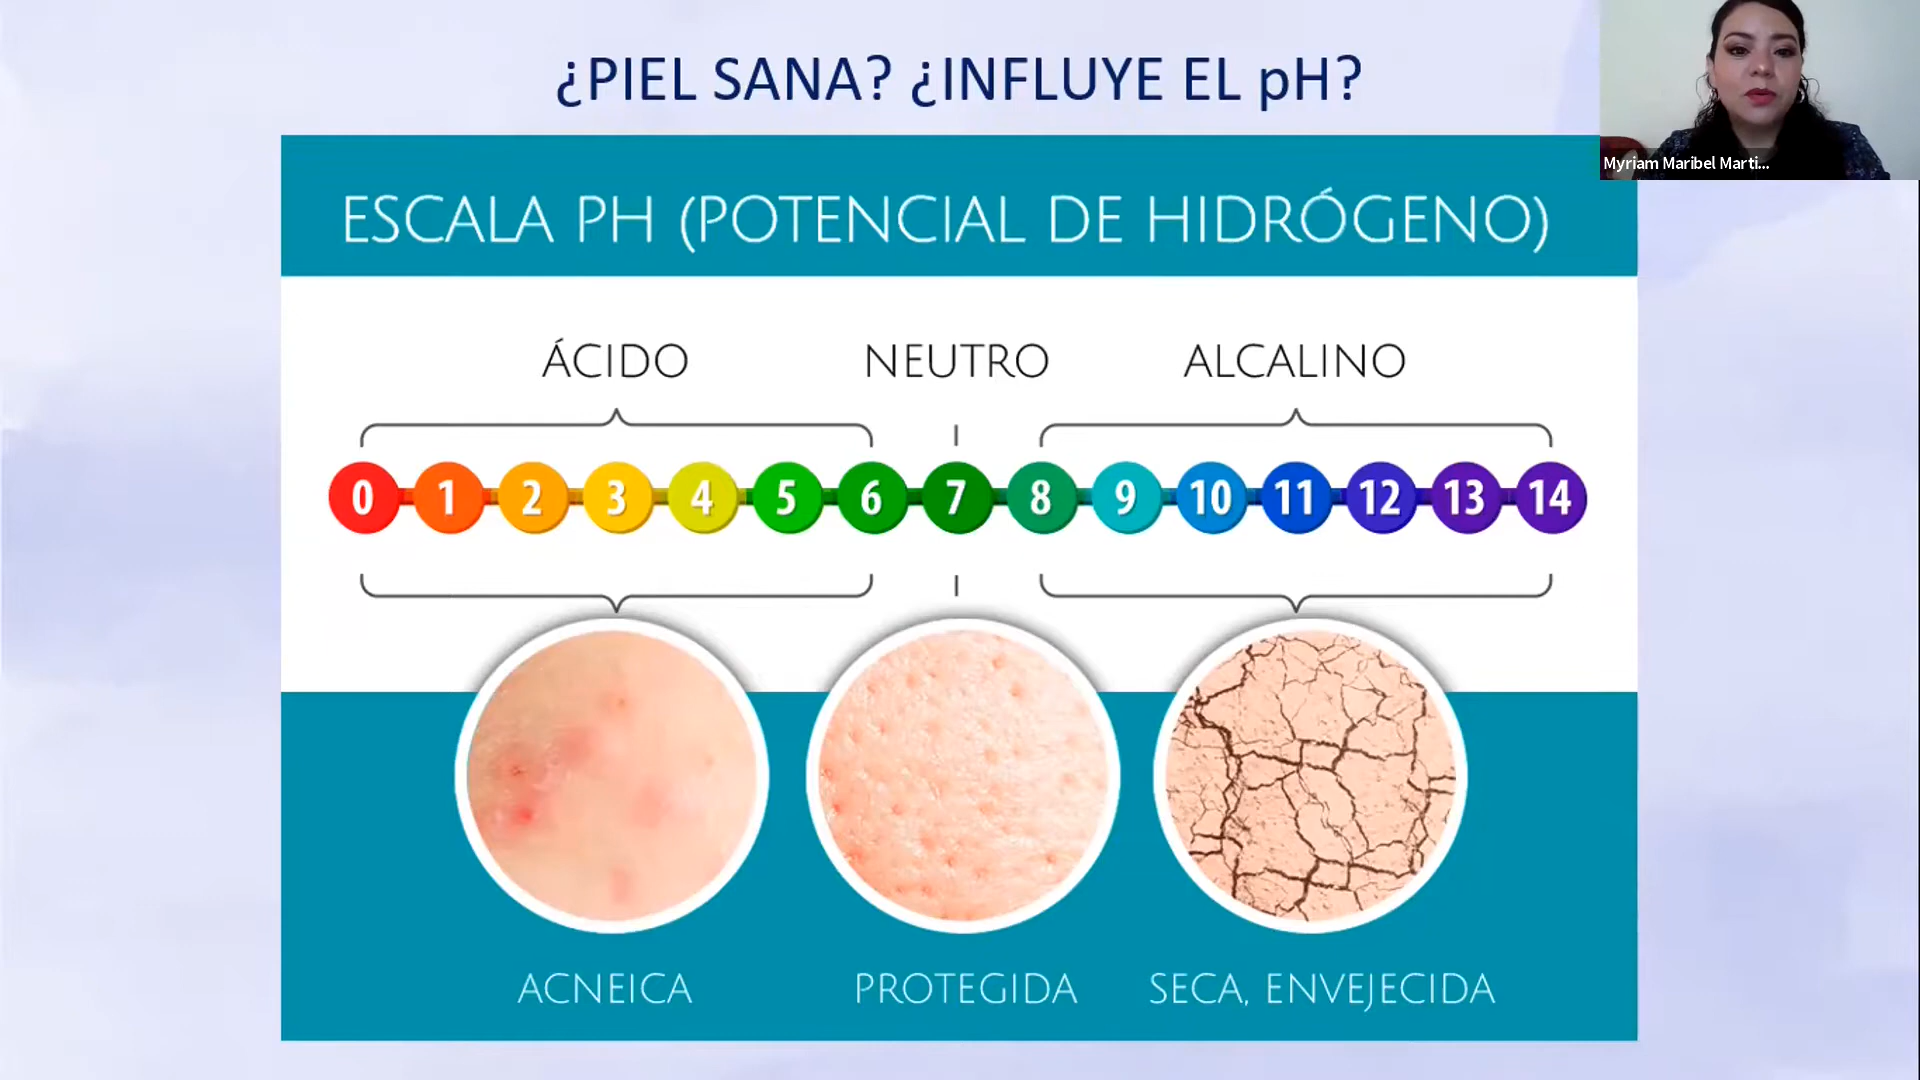 ¿PIEL SANA? ¿INFLUYE EL pH?
Myriam Maribel Marti...
ESCALA PH (POTENCIAL DE HIDRÓGENO)
ÁCIDO NEUTRO ALCALINO
0 1 2 3 4 5 6 7 8 9 10 11 12 13 14
ACNEICA PROTEGIDA SECA, ENVEJECIDA